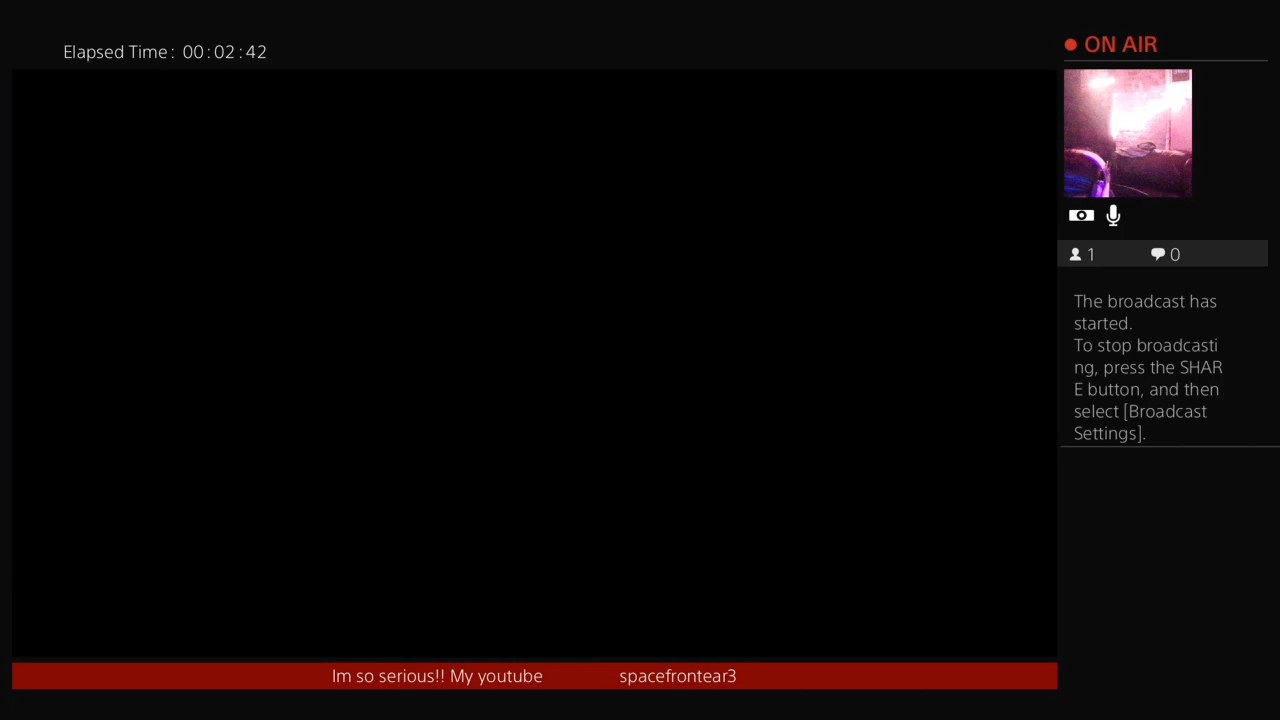 Elapsed Time: 00:02:42
ON AIR
1 0
The broadcast has
started.
To stop broadcasti
ng, press the SHAR
E button, and then
select [Broadcast
Settings].
Im so serious!! My youtube spacefrontear3